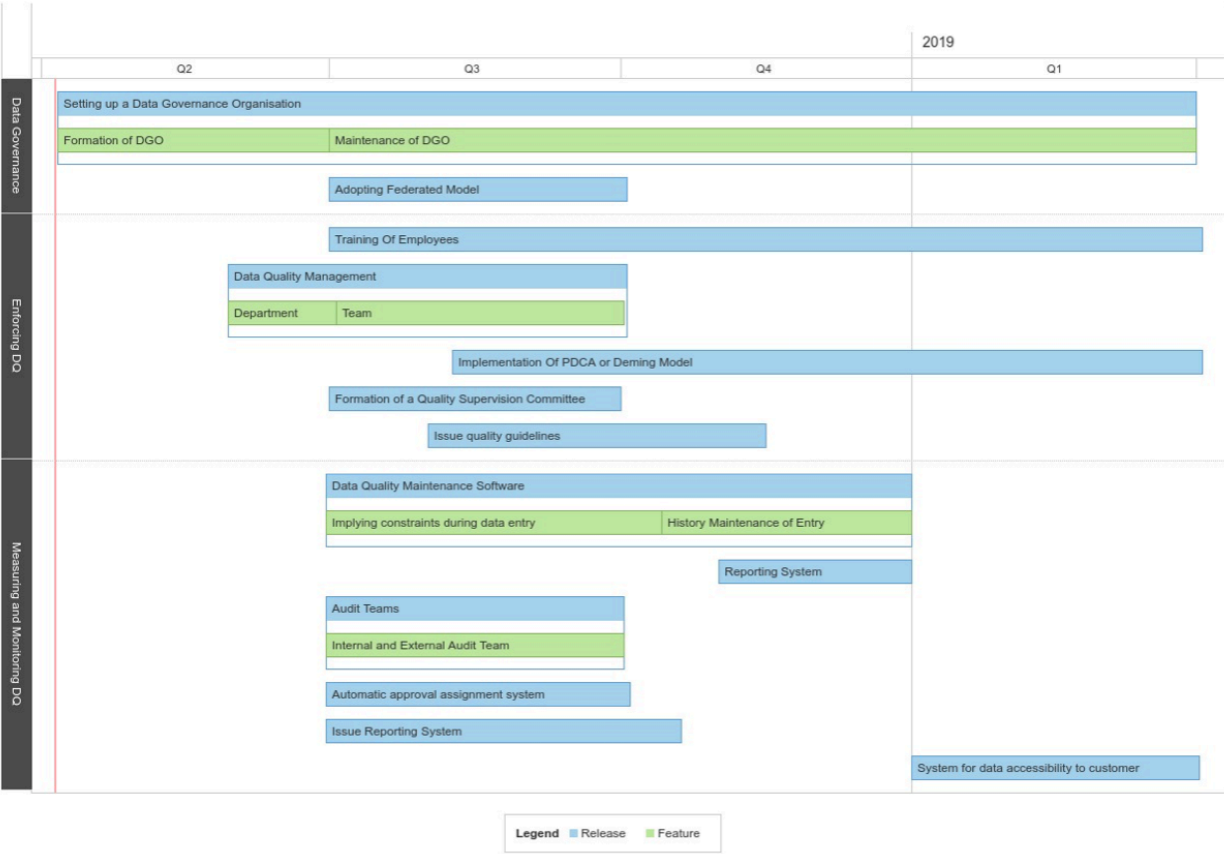 2019
Q2 Q3 Q4 Q1
Data Governance
Setting up a Data Governance Organisation
Formation of DGO Maintenance of DGO
Adopting Federated Model
Enforcing DQ
Training Of Employees
Data Quality Management
Department Team
Implementation Of PDCA or Deming Model
Formation of a Quality Supervision Committee
Issue quality guidelines
Measuring and Monitoring DQ
Data Quality Maintenance Software
Implying constraints during data entry History Maintenance of Entry
Reporting System
Audit Teams
Internal and External Audit Team
Automatic approval assignment system
Issue Reporting System
System for data accessibility to customer
Legend Release Feature